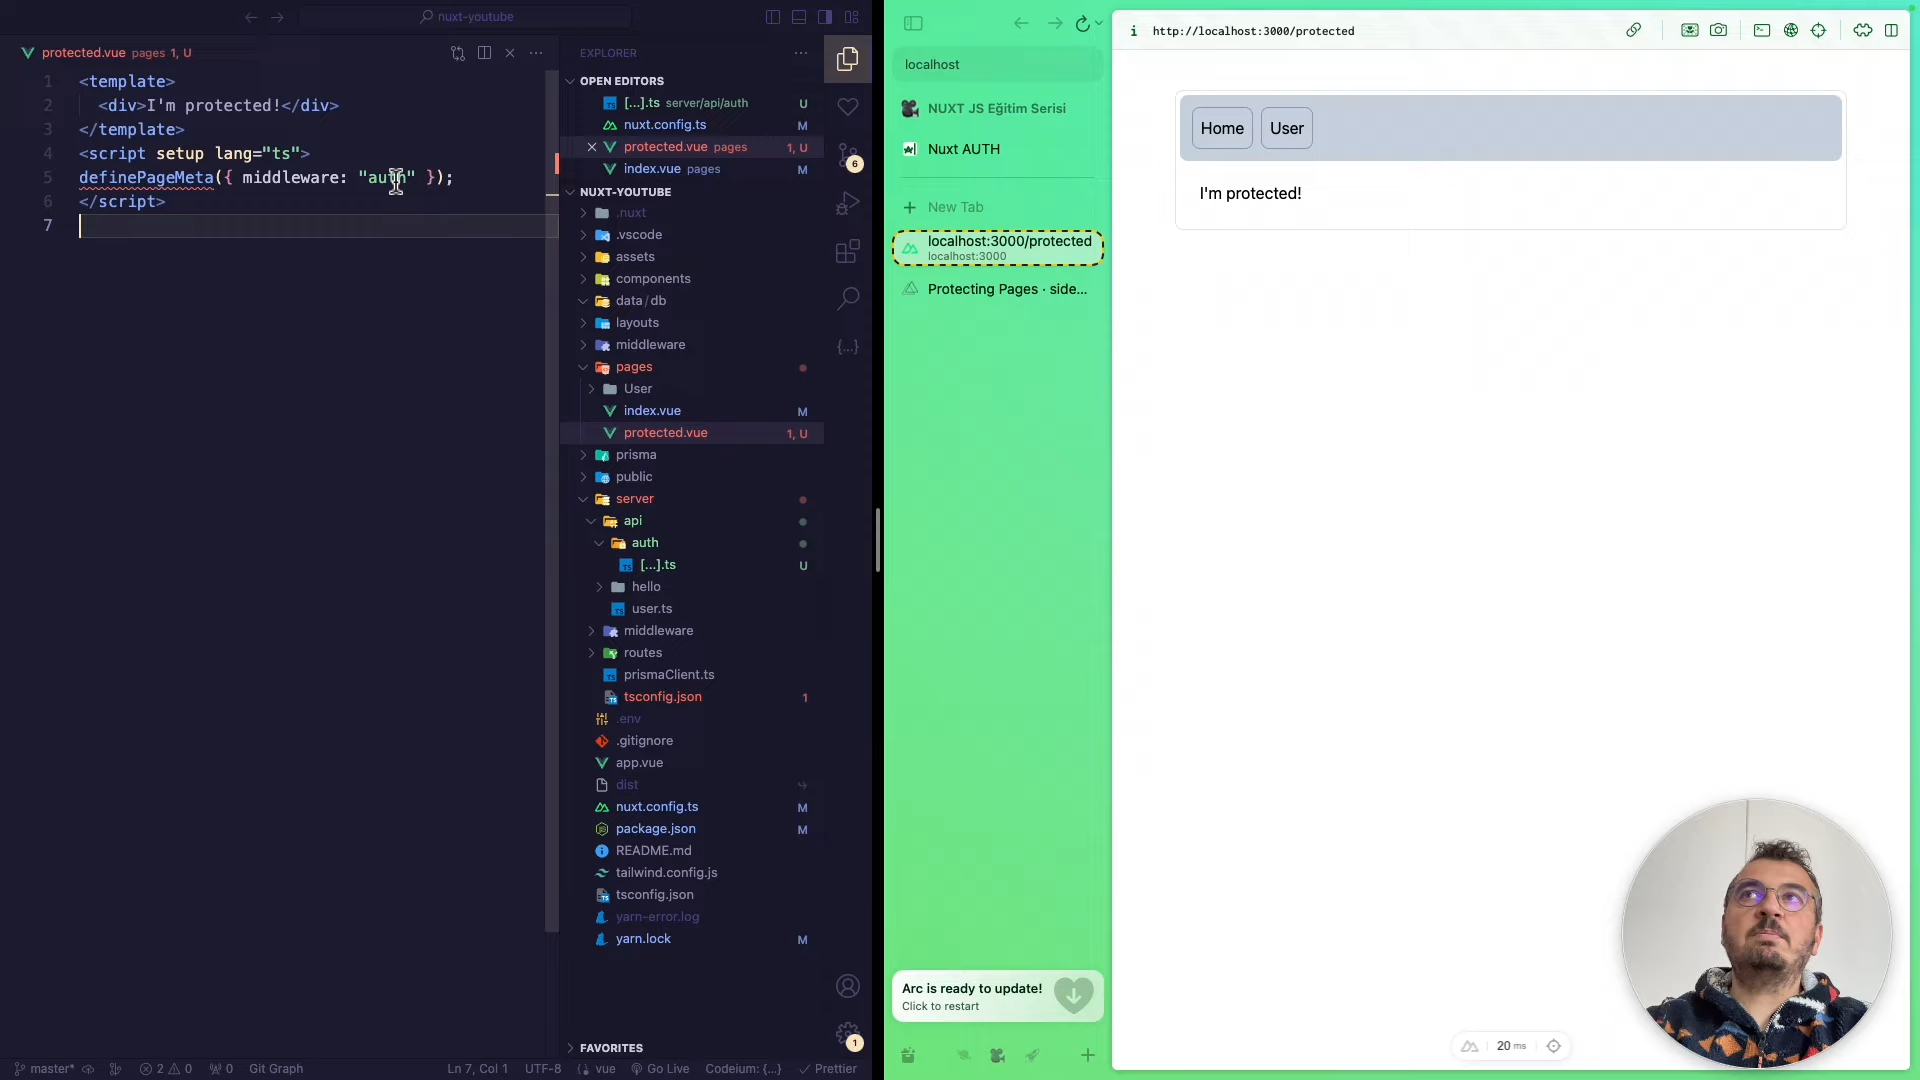 nuxt-youtube
protected.vue pages 1, U
1 <template>
2 <div>I'm protected!</div>
3 </template>
4 <script setup lang="ts">
5 definePageMeta({ middleware: "auth" });
6 </script>
7
EXPLORER
OPEN EDITORS
[...].ts server/api/auth U
nuxt.config.ts M
protected.vue pages 1, U
index.vue pages M
NUXT-YOUTUBE
.nuxt
.vscode
assets
components
data/db
layouts
middleware
pages
User
index.vue M
protected.vue 1, U
prisma
public
server
api
auth
[...].ts U
hello
user.ts
middleware
routes
prismaClient.ts
tsconfig.json 1
.env
.gitignore
app.vue
dist
nuxt.config.ts M
package.json M
README.md
tailwind.config.js
tsconfig.json
yarn-error.log
yarn.lock M
FAVORITES
6
1
master* 2 0 0 Git Graph Ln 7, Col 1 UTF-8 vue Go Live Codeium: {...} Prettier
localhost
NUXT JS Eğitim Serisi
Nuxt AUTH
New Tab
localhost:3000/protected
localhost:3000
Protecting Pages · side...
Arc is ready to update!
Click to restart
http://localhost:3000/protected
Home User
I'm protected!
20 ms